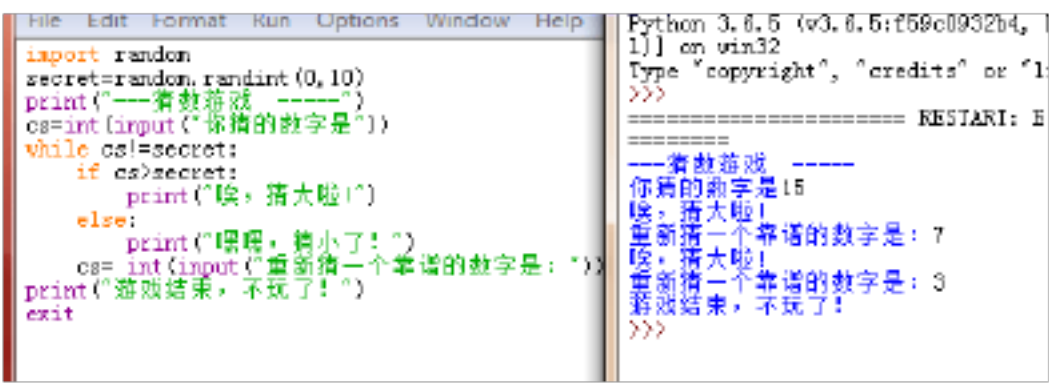 File Edit Format Run Options Window Help
import random
secret=random.randint(0,10)
print("---猜数游戏 -----")
cs=int(input("你猜的数字是"))
while cs!=secret:
if cs>secret:
print("唉，猜大啦!")
else:
print("嘿嘿，猜小了!")
cs= int(input("重新猜一个靠谱的数字是："))
print("游戏结束，不玩了!")
exit
Python 3.6.5 (v3.6.5:f59c0932b4,
1)] on win32
Type "copyright", "credits" or "li
>>>
===================== RESTART: E
========
---猜数游戏 -----
你猜的数字是15
唉，猜大啦!
重新猜一个靠谱的数字是：7
唉，猜大啦!
重新猜一个靠谱的数字是：3
游戏结束，不玩了!
>>>